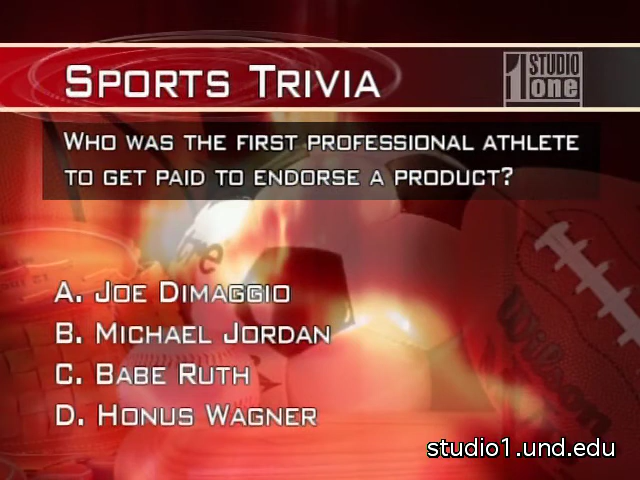 Sports Trivia
1 STUDIO one
Who was the first professional athlete
to get paid to endorse a product?
A. Joe Dimaggio
B. Michael Jordan
C. Babe Ruth
D. Honus Wagner
Wilson
studio1.und.edu